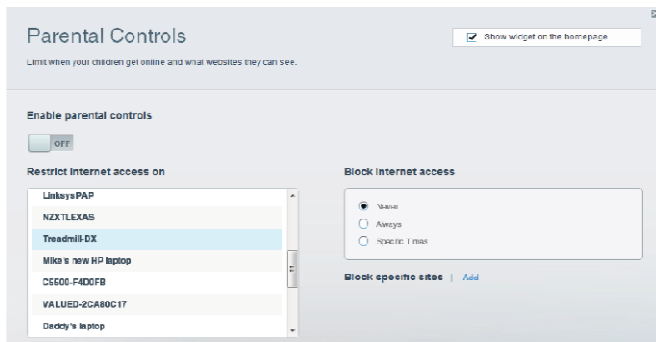 Parental Controls
Show widget on the homepage
Limit when your children get online and what websites they can see.
Enable parental controls
OFF
Restrict Internet access on
LinksysPAP
NZXTLEXAS
Treadmill-DX
Mike's new HP laptop
C5500-F4D0FB
VALUED-2CA80C17
Daddy's laptop
Block Internet access
Never
Always
Specific Times
Block specific sites | Add